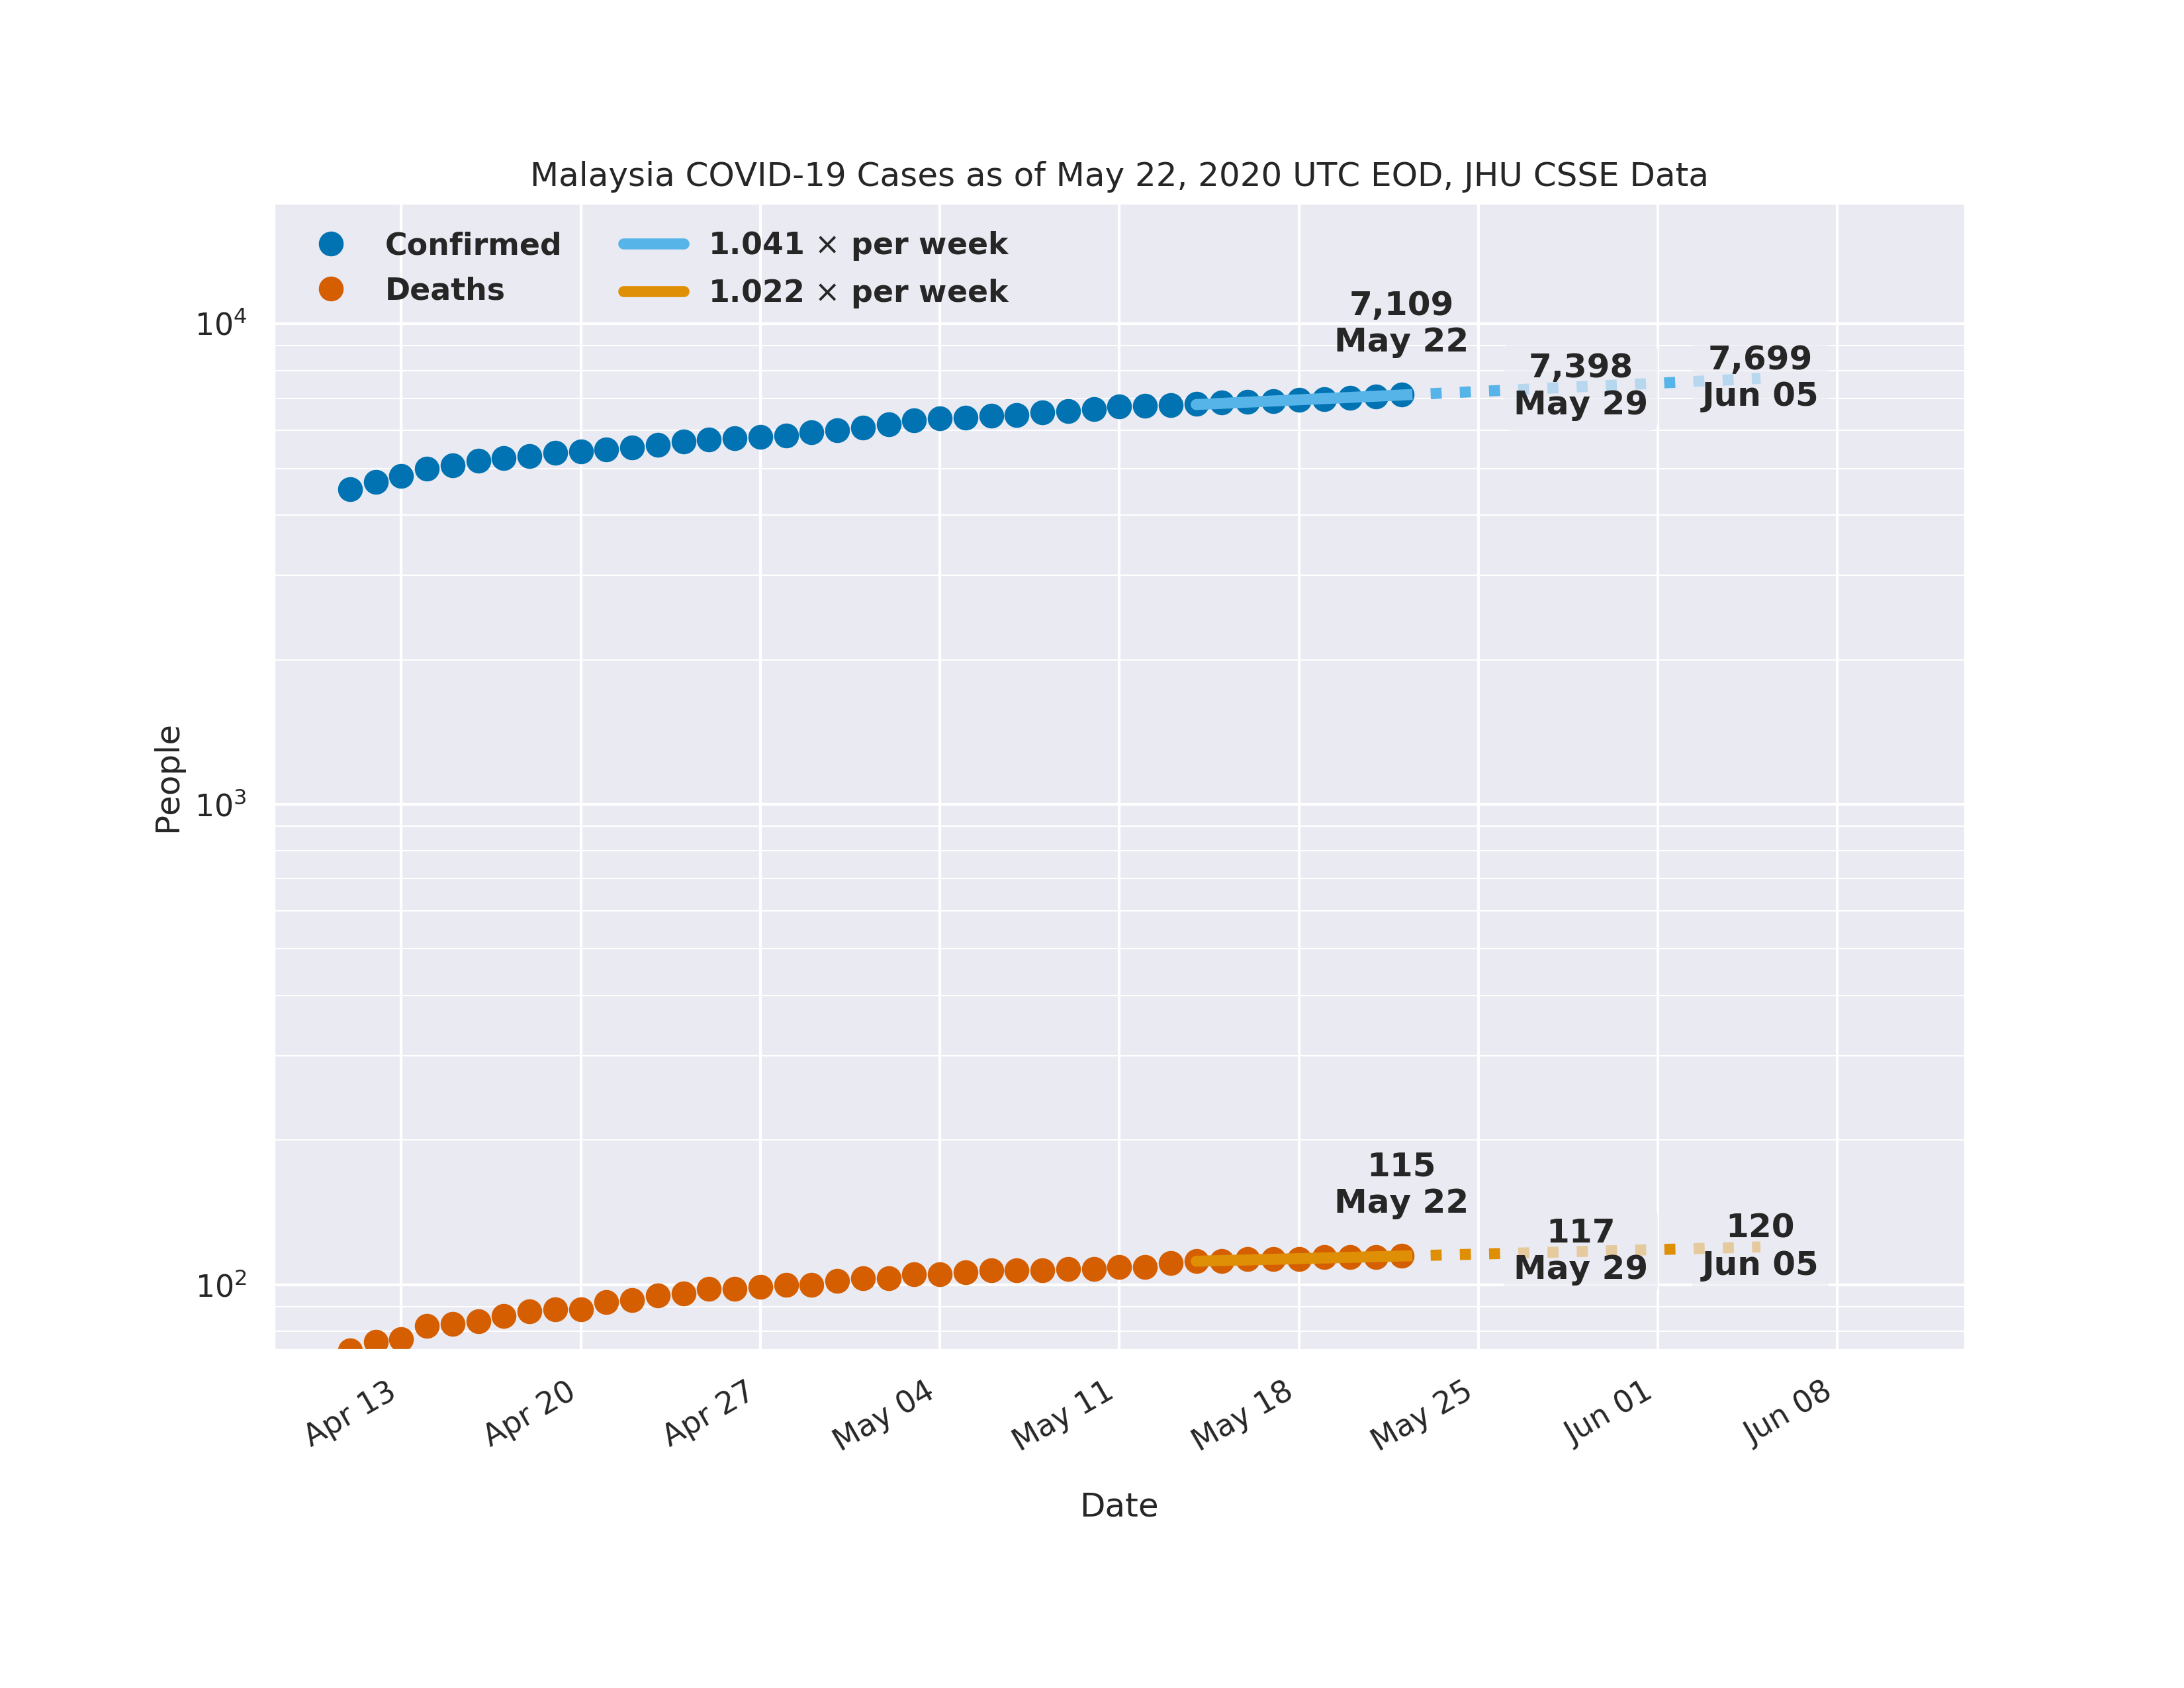 Malaysia COVID-19 Cases as of May 22, 2020 UTC EOD, JHU CSSE Data
Confirmed
Deaths
1.041 × per week
1.022 × per week
7,109
May 22
7,398
May 29
7,699
Jun 05
115
May 22
117
May 29
120
Jun 05
People
10⁴
10³
10²
Apr 13
Apr 20
Apr 27
May 04
May 11
May 18
May 25
Jun 01
Jun 08
Date